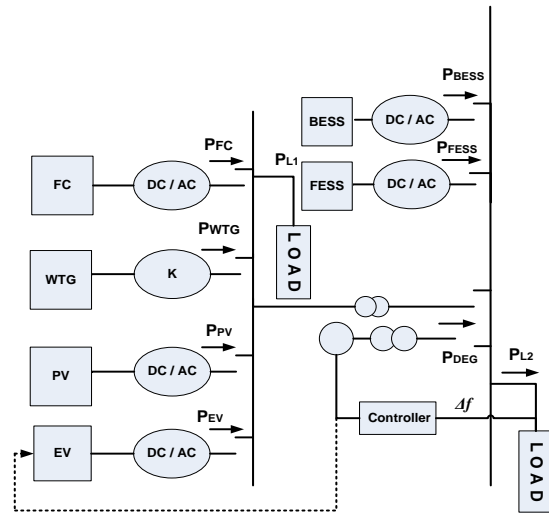 PBESS
BESS
DC / AC
PFESS
FESS
DC / AC
PFC
FC
DC / AC
PL1
LOAD
PWTG
WTG
K
PPV
PV
DC / AC
PDEG
PL2
PEV
EV
DC / AC
Controller
Δf
LOAD